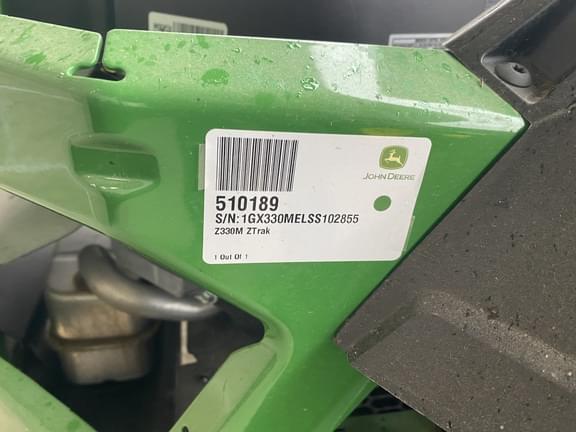 JOHN DEERE
510189
S/N:1GX330MELSS102855
Z330M ZTrak
1 Out Of 1